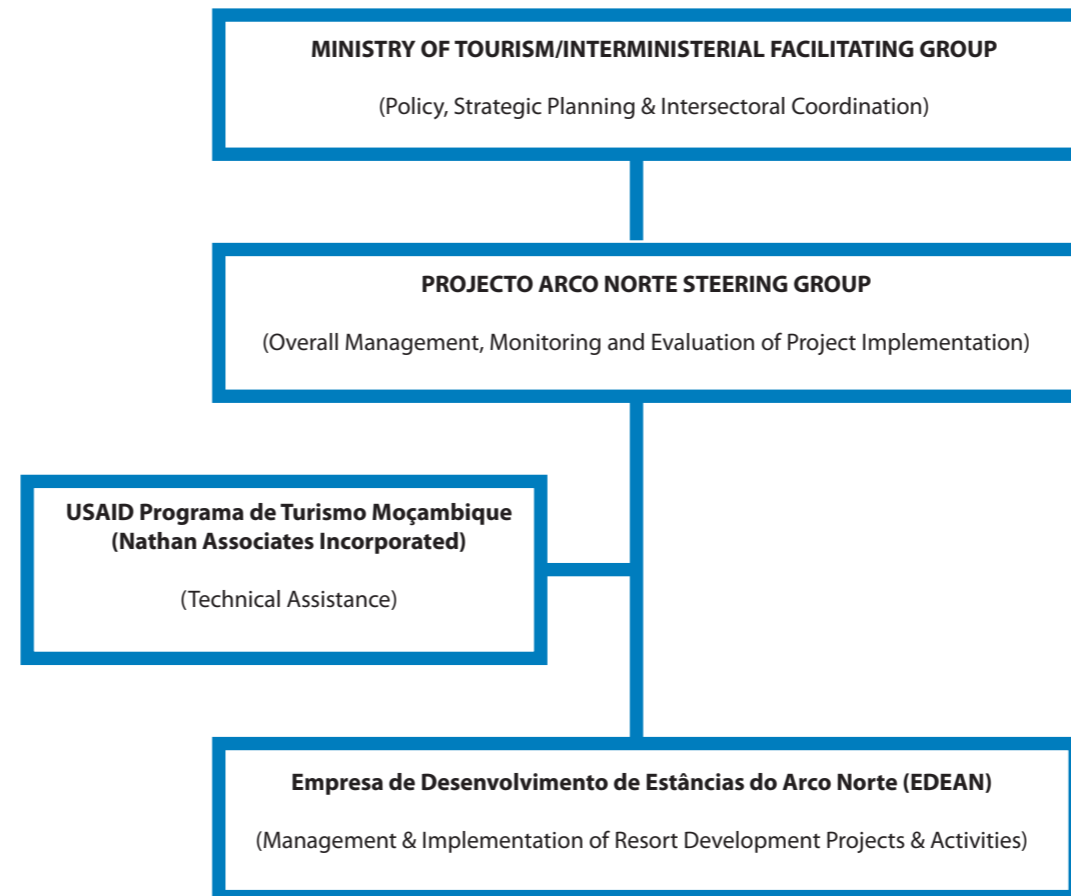 MINISTRY OF TOURISM/INTERMINISTERIAL FACILITATING GROUP
(Policy, Strategic Planning & Intersectoral Coordination)
PROJECTO ARCO NORTE STEERING GROUP
(Overall Management, Monitoring and Evaluation of Project Implementation)
USAID Programa de Turismo Moçambique
(Nathan Associates Incorporated)
(Technical Assistance)
Empresa de Desenvolvimento de Estâncias do Arco Norte (EDEAN)
(Management & Implementation of Resort Development Projects & Activities)